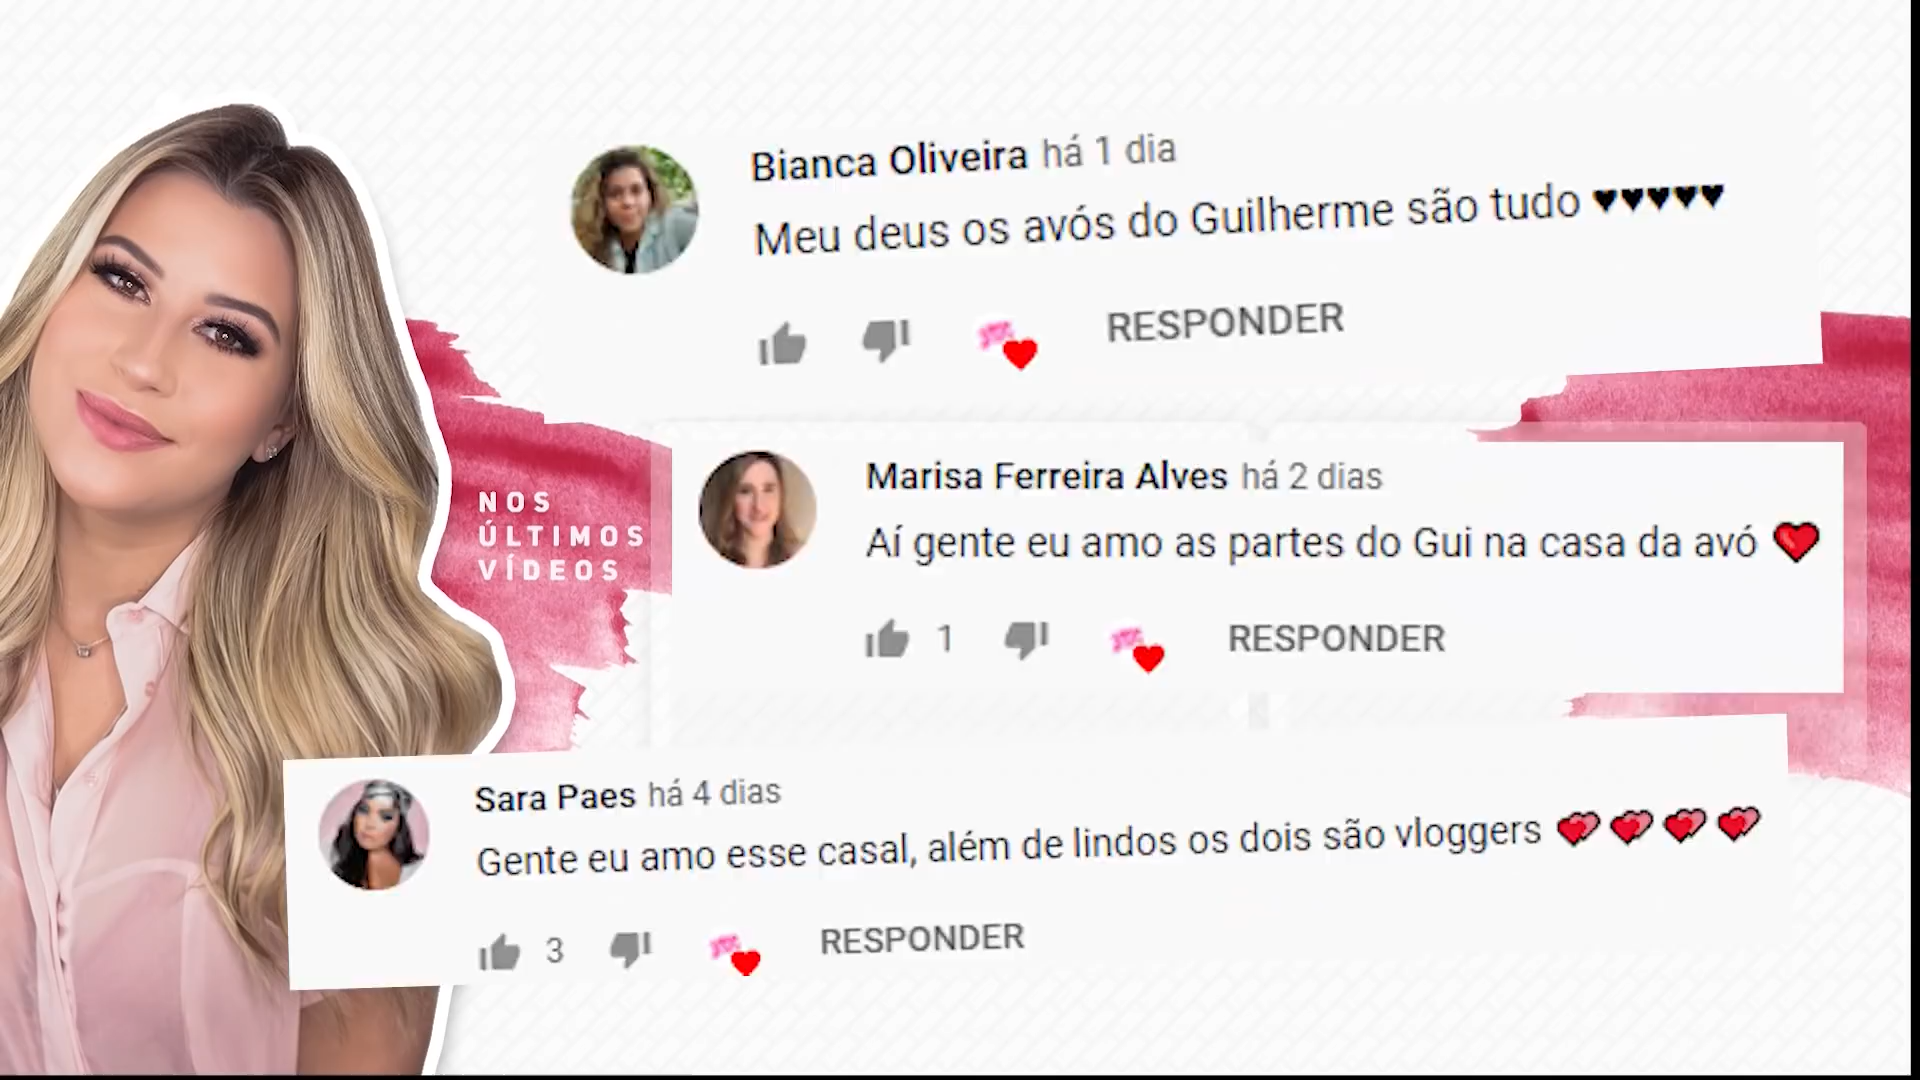 Bianca Oliveira há 1 dia
Meu deus os avós do Guilherme são tudo ♥♥♥♥♥
RESPONDER
NOS
ÚLTIMOS
VÍDEOS
Marisa Ferreira Alves há 2 dias
Aí gente eu amo as partes do Gui na casa da avó ❤
1 RESPONDER
Sara Paes há 4 dias
Gente eu amo esse casal, além de lindos os dois são vloggers 💕💕💕💕
3 RESPONDER